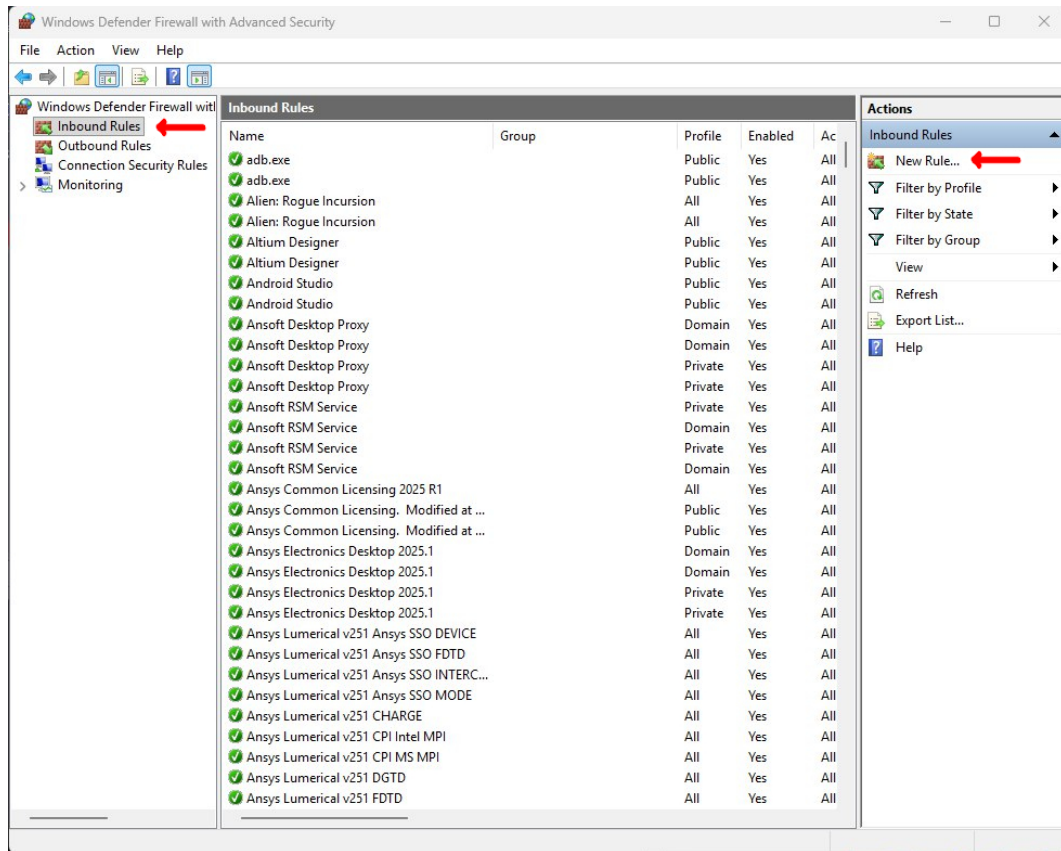 Windows Defender Firewall with Advanced Security
File Action View Help
Windows Defender Firewall witl
Inbound Rules
Outbound Rules
Connection Security Rules
Monitoring
Inbound Rules
Name Group Profile Enabled Ac
adb.exe Public Yes All
adb.exe Public Yes All
Alien: Rogue Incursion All Yes All
Alien: Rogue Incursion All Yes All
Altium Designer Public Yes All
Altium Designer Public Yes All
Android Studio Public Yes All
Android Studio Public Yes All
Ansoft Desktop Proxy Domain Yes All
Ansoft Desktop Proxy Domain Yes All
Ansoft Desktop Proxy Private Yes All
Ansoft Desktop Proxy Private Yes All
Ansoft RSM Service Private Yes All
Ansoft RSM Service Domain Yes All
Ansoft RSM Service Private Yes All
Ansoft RSM Service Domain Yes All
Ansys Common Licensing 2025 R1 All Yes All
Ansys Common Licensing. Modified at ... Public Yes All
Ansys Common Licensing. Modified at ... Public Yes All
Ansys Electronics Desktop 2025.1 Domain Yes All
Ansys Electronics Desktop 2025.1 Domain Yes All
Ansys Electronics Desktop 2025.1 Private Yes All
Ansys Electronics Desktop 2025.1 Private Yes All
Ansys Lumerical v251 Ansys SSO DEVICE All Yes All
Ansys Lumerical v251 Ansys SSO FDTD All Yes All
Ansys Lumerical v251 Ansys SSO INTERC... All Yes All
Ansys Lumerical v251 Ansys SSO MODE All Yes All
Ansys Lumerical v251 CHARGE All Yes All
Ansys Lumerical v251 CPI Intel MPI All Yes All
Ansys Lumerical v251 CPI MS MPI All Yes All
Ansys Lumerical v251 DGTD All Yes All
Ansys Lumerical v251 FDTD All Yes All
Actions
Inbound Rules
New Rule...
Filter by Profile
Filter by State
Filter by Group
View
Refresh
Export List...
Help